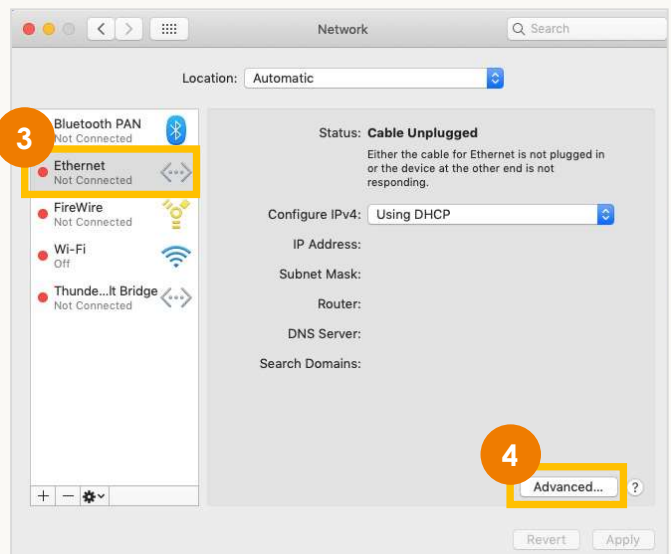 Network
Search
Location: Automatic
3
Bluetooth PAN
Not Connected
Ethernet
Not Connected
FireWire
Not Connected
Wi-Fi
Off
Thunde...lt Bridge
Not Connected
Status: Cable Unplugged
Either the cable for Ethernet is not plugged in
or the device at the other end is not
responding.
Configure IPv4: Using DHCP
IP Address:
Subnet Mask:
Router:
DNS Server:
Search Domains:
4
Advanced... ?
+ −
Revert Apply